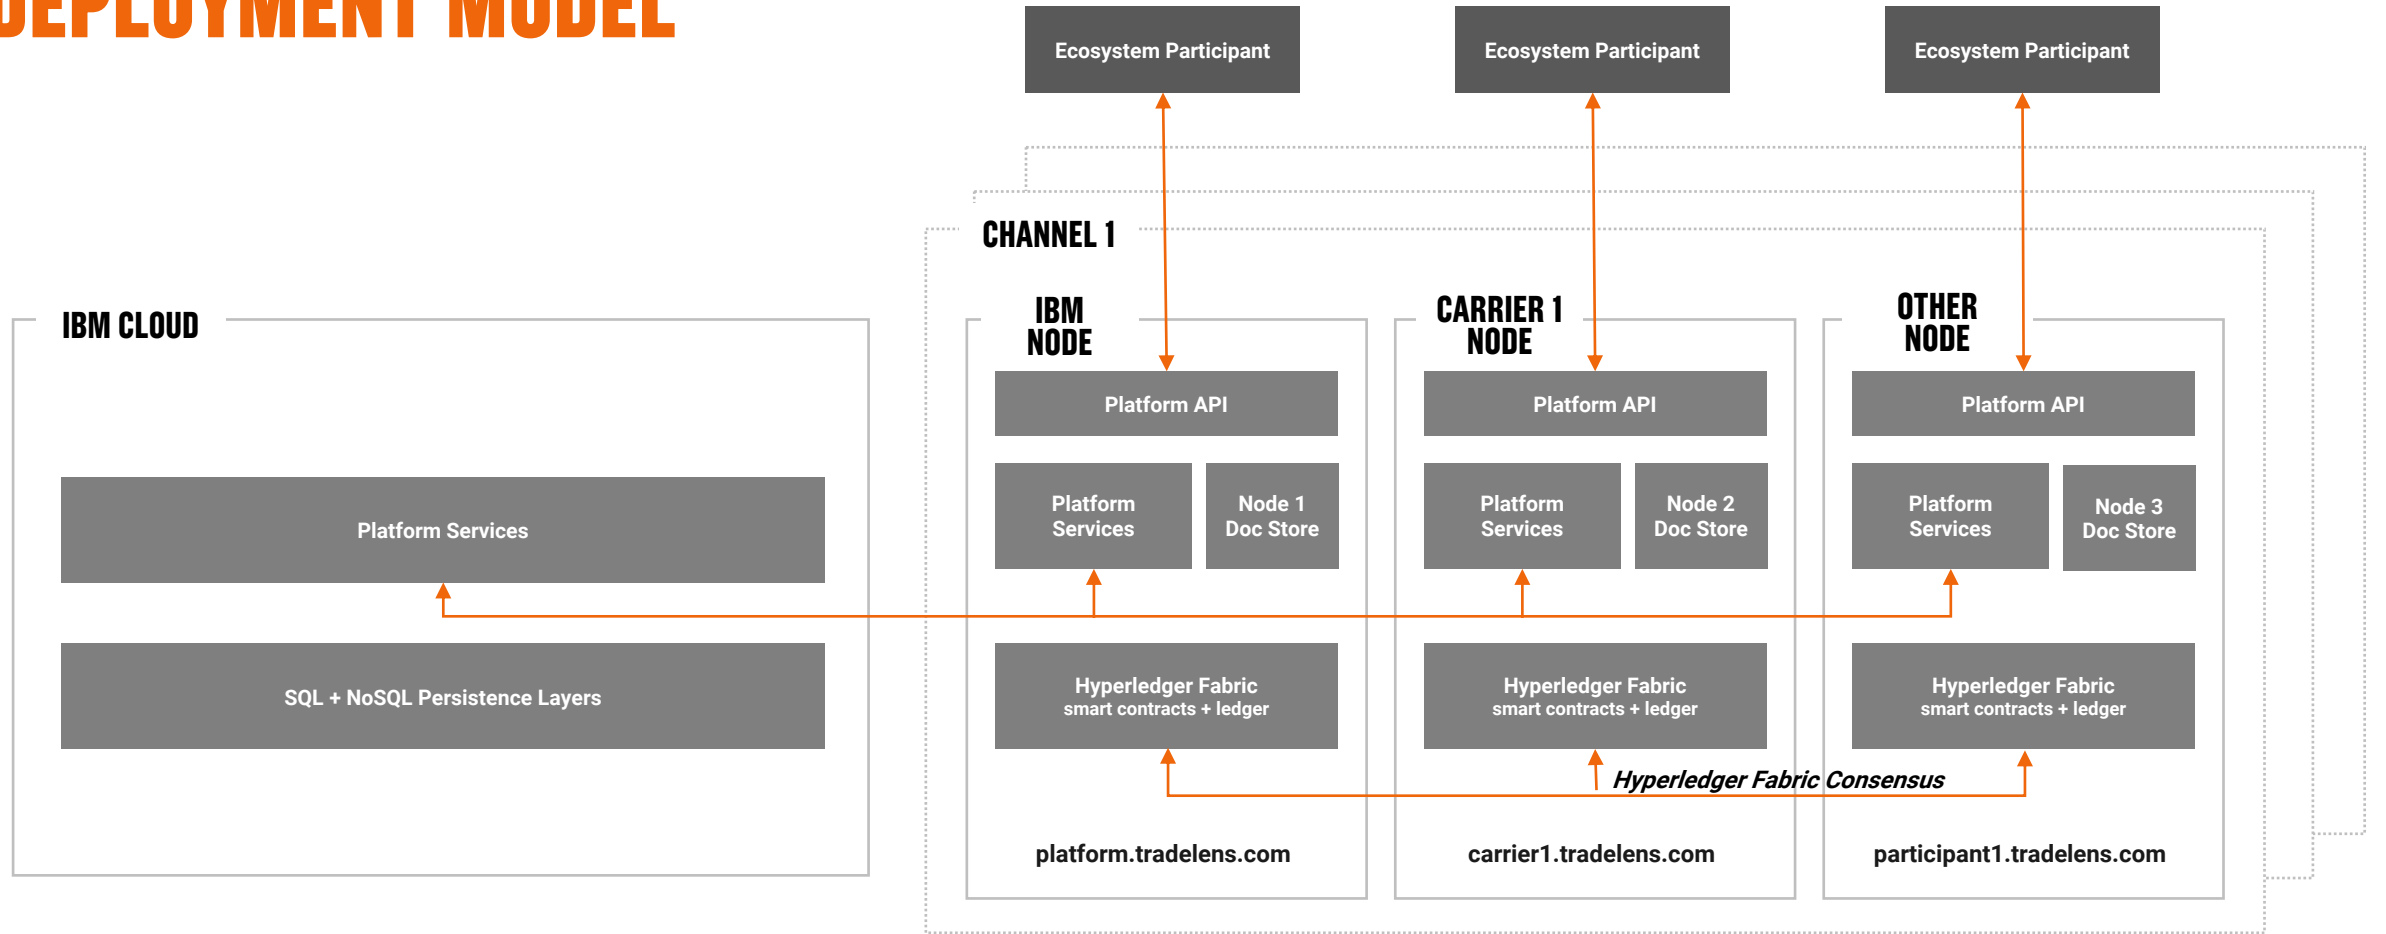 DEPLOYMENT MODEL
Ecosystem Participant
Ecosystem Participant
Ecosystem Participant
CHANNEL 1
IBM CLOUD
Platform Services
SQL + NoSQL Persistence Layers
IBM
NODE
Platform API
Platform
Services
Node 1
Doc Store
Hyperledger Fabric
smart contracts + ledger
platform.tradelens.com
CARRIER 1
NODE
Platform API
Platform
Services
Node 2
Doc Store
Hyperledger Fabric
smart contracts + ledger
Hyperledger Fabric Consensus
carrier1.tradelens.com
OTHER
NODE
Platform API
Platform
Services
Node 3
Doc Store
Hyperledger Fabric
smart contracts + ledger
participant1.tradelens.com